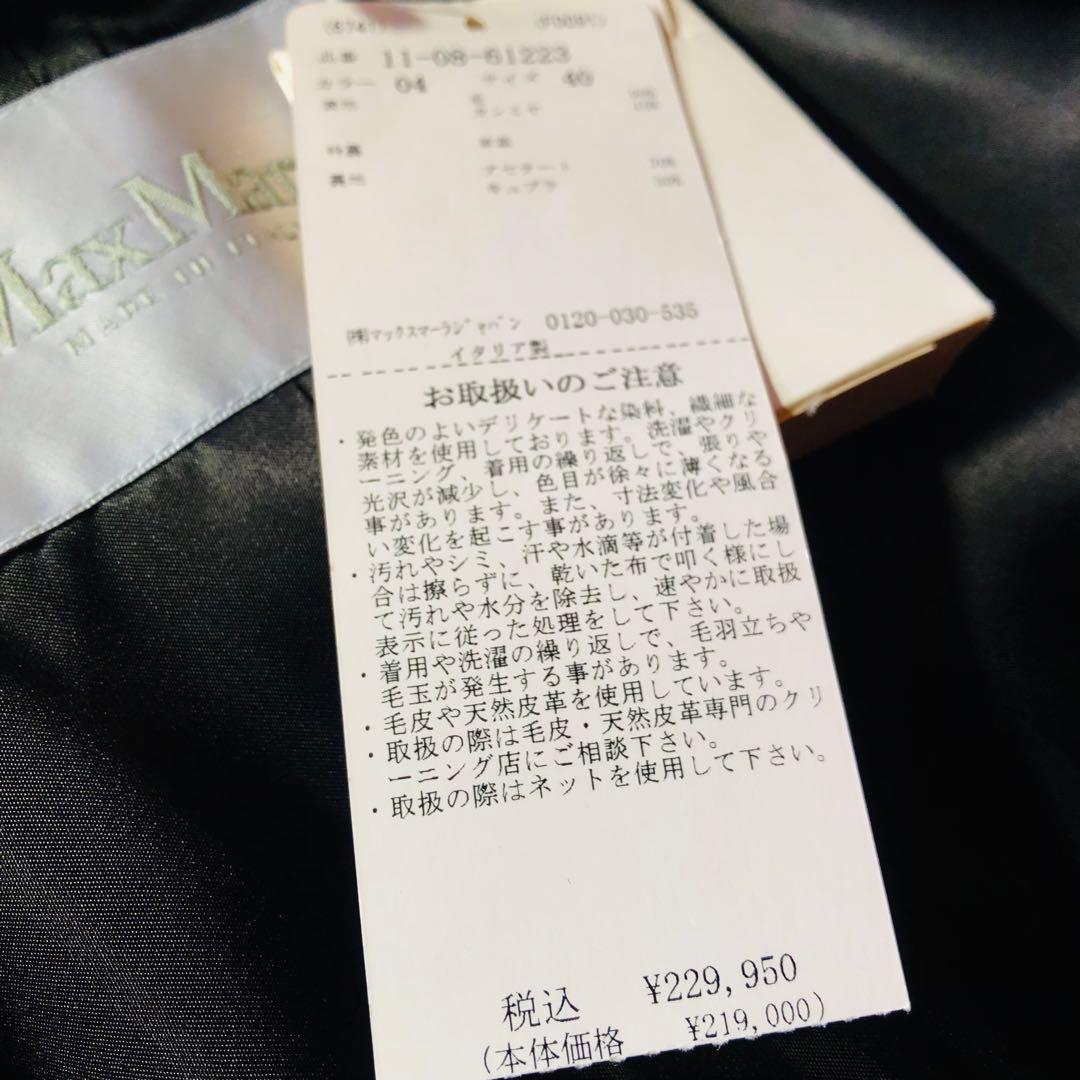 品番 11-08-61223
カラー 04 サイズ 40
表地 毛
カシミヤ
裏地 アセテート
キュプラ
㈱マックスマーラジャパン 0120-030-535
イタリア製
お取扱いのご注意
・発色のよいデリケートな染料、繊細な
素材を使用しております。洗濯やクリ
ーニング、着用の繰り返しで、張りや
光沢が減少し、色目が徐々に薄くなる
事があります。また、寸法変化や風合
い変化を起こす事があります。
・汚れやシミ、汗や水滴等が付着した場
合は擦らずに、乾いた布で叩く様にし
て汚れや水分を除去し、速やかに取扱
表示に従った処理をして下さい。
・着用や洗濯の繰り返しで、毛羽立ちや
毛玉が発生する事があります。
・毛皮や天然皮革を使用しています。
・取扱の際は毛皮・天然皮革専門のクリ
ーニング店にご相談下さい。
・取扱の際はネットを使用して下さい。
税込 ¥229,950
(本体価格 ¥219,000)
MaxMar
MADE IN